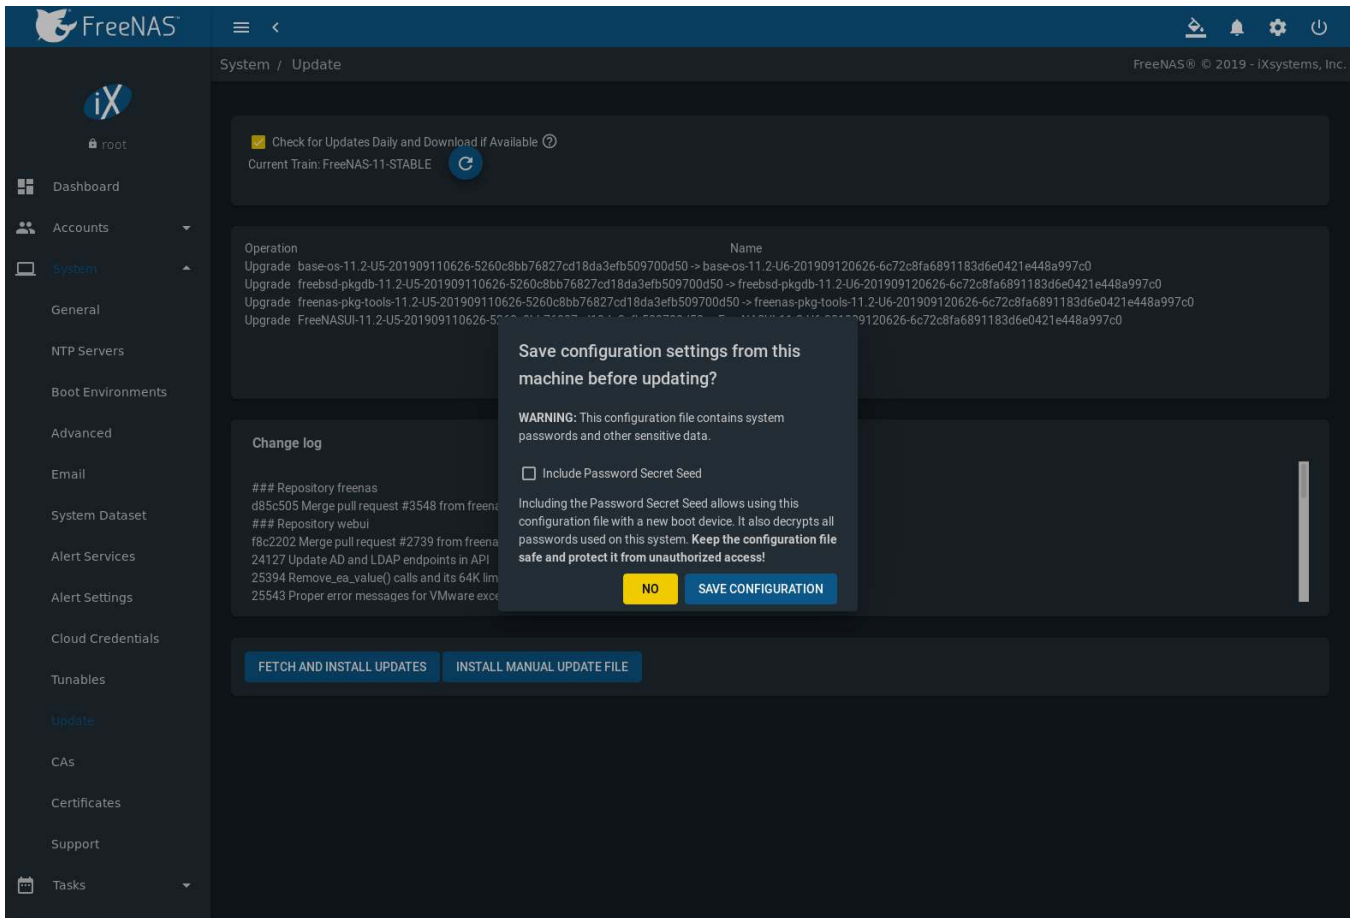 FreeNAS
System / Update
FreeNAS® © 2019 - iXsystems, Inc.
iX
root
Dashboard
Accounts
System
General
NTP Servers
Boot Environments
Advanced
Email
System Dataset
Alert Services
Alert Settings
Cloud Credentials
Tunables
Update
CAs
Certificates
Support
Tasks
Check for Updates Daily and Download if Available
Current Train: FreeNAS-11-STABLE
Operation Name
Upgrade base-os-11.2-U5-201909110626-5260c8bb76827cd18da3efb509700d50 -> base-os-11.2-U6-201909120626-6c72c8fa6891183d6e0421e448a997c0
Upgrade freebsd-pkgdb-11.2-U5-201909110626-5260c8bb76827cd18da3efb509700d50 -> freebsd-pkgdb-11.2-U6-201909120626-6c72c8fa6891183d6e0421e448a997c0
Upgrade freenas-pkg-tools-11.2-U5-201909110626-5260c8bb76827cd18da3efb509700d50 -> freenas-pkg-tools-11.2-U6-201909120626-6c72c8fa6891183d6e0421e448a997c0
Upgrade
Change log
### Repository freenas
d85c505 Merge pull request #3548 from
### Repository webui
f8c2202 Merge pull request #2739 from
24127 Update AD and LDAP endpoints in API
25394 Remove_ea_value() calls and its 64K
25543 Proper error messages for VMware
Save configuration settings from this
machine before updating?
WARNING: This configuration file contains system
passwords and other sensitive data.
Include Password Secret Seed
Including the Password Secret Seed allows using this
configuration file with a new boot device. It also decrypts all
passwords used on this system. Keep the configuration file
safe and protect it from unauthorized access!
NO
SAVE CONFIGURATION
FETCH AND INSTALL UPDATES
INSTALL MANUAL UPDATE FILE